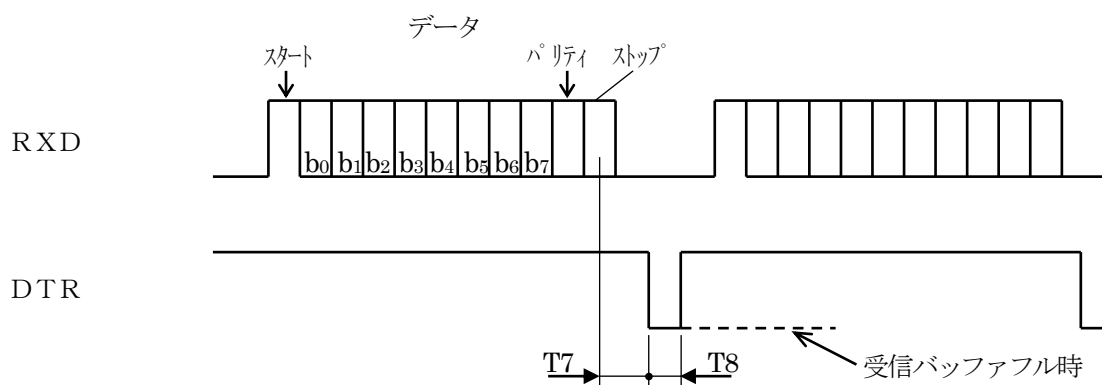 データ
スタート
パリティ
ストップ
RXD
b0 b1 b2 b3 b4 b5 b6 b7
DTR
T7
T8
受信バッファフル時